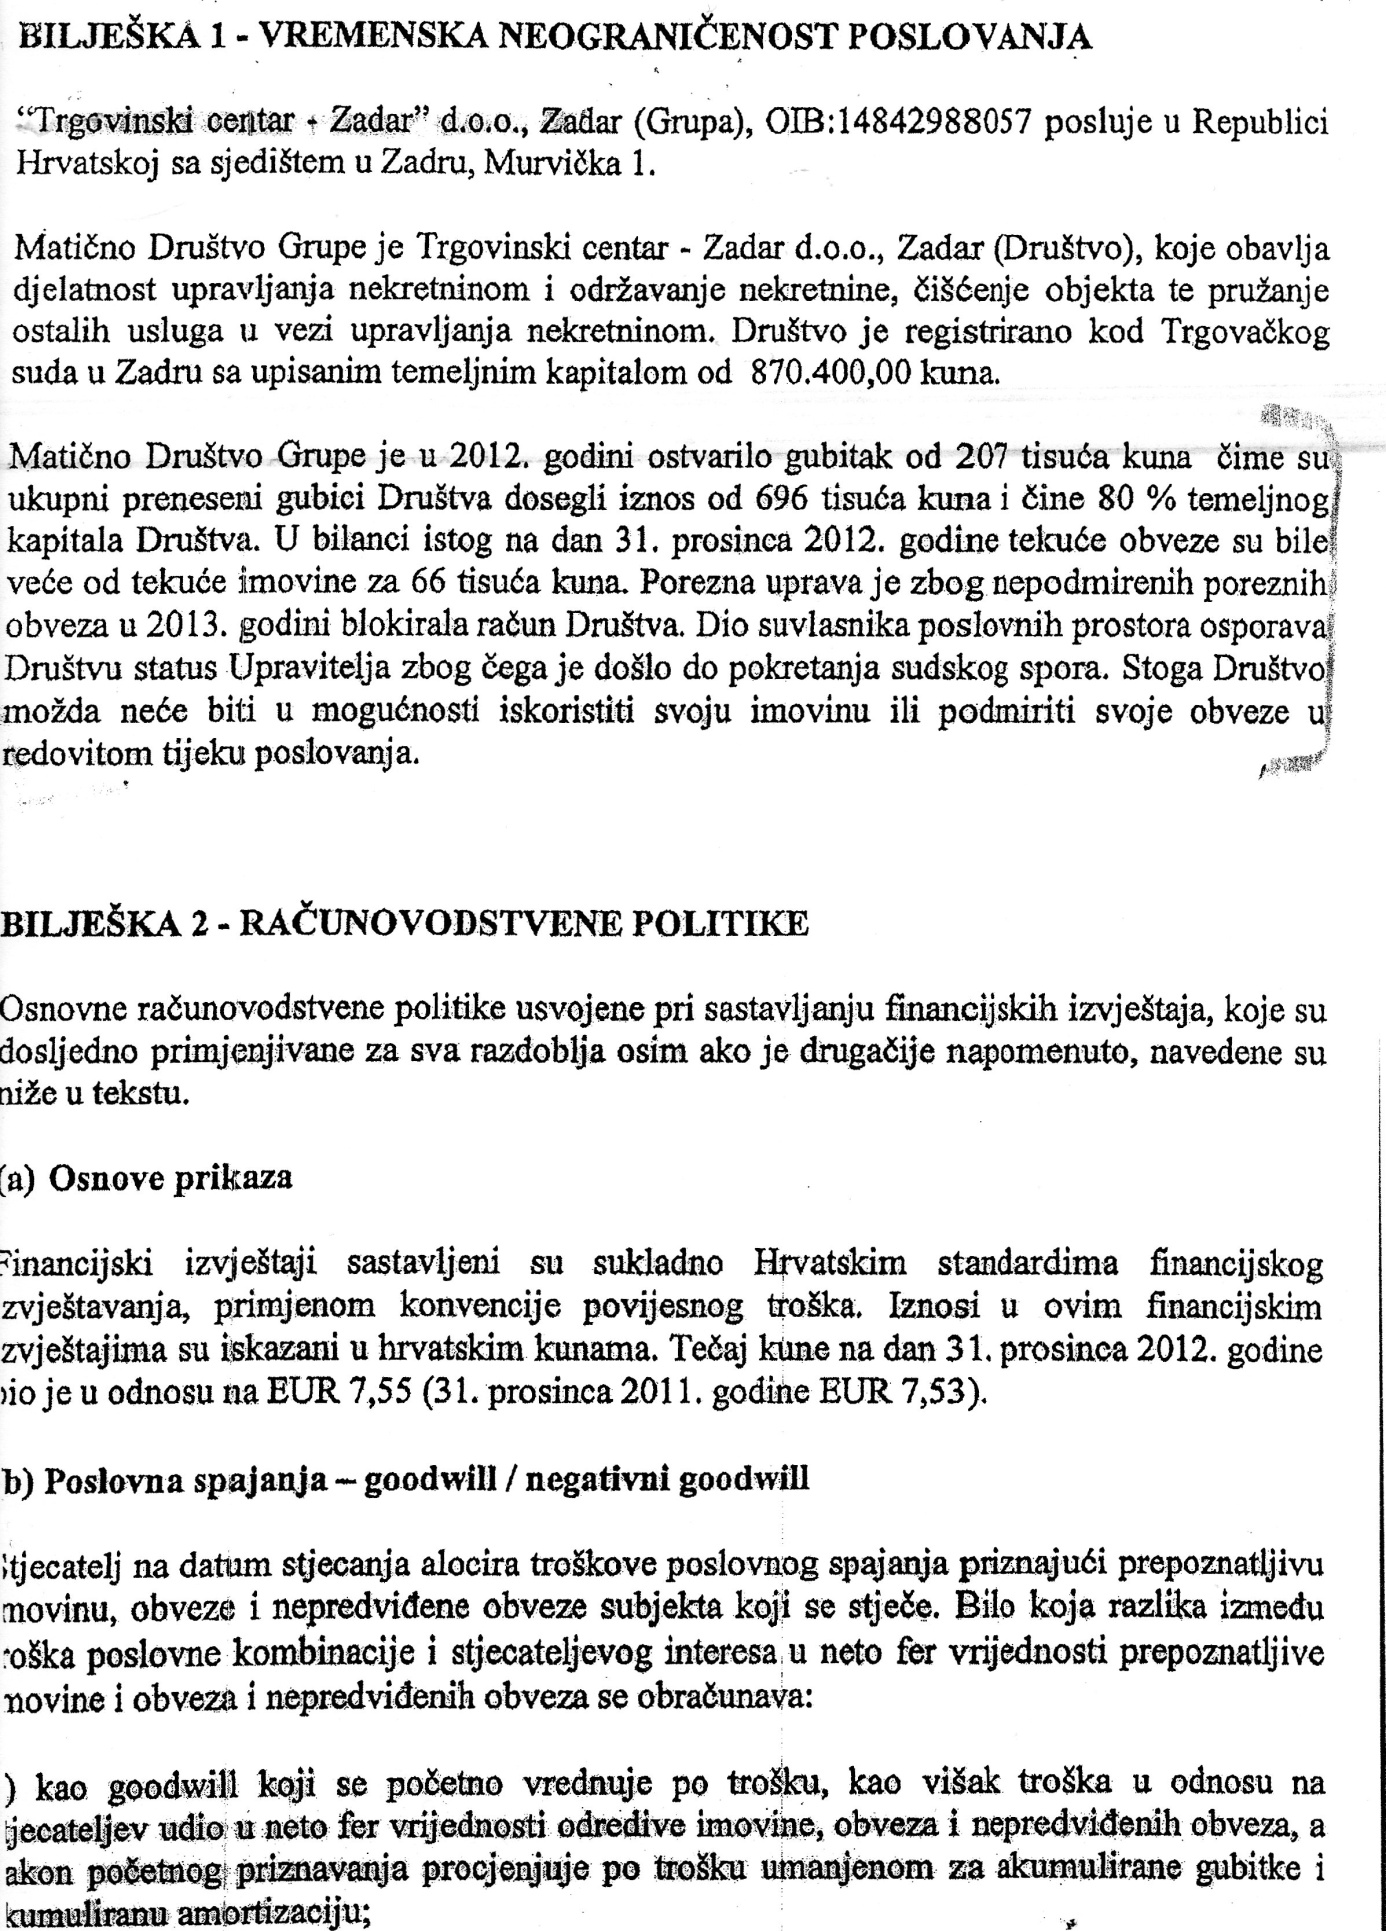 BILJEŠKA 1 - VREMENSKA NEOGRANIČENOST POSLOVANJA
“Trgovinski centar - Zadar” d.o.o., Zadar (Grupa), OIB:14842988057 posluje u Republici
Hrvatskoj sa sjedištem u Zadru, Murvička 1.
Matično Društvo Grupe je Trgovinski centar - Zadar d.o.o., Zadar (Društvo), koje obavlja
djelatnost upravljanja nekretninom i održavanje nekretnine, čišćenje objekta te pružanje
ostalih usluga u vezi upravljanja nekretninom. Društvo je registrirano kod Trgovačkog
suda u Zadru sa upisanim temeljnim kapitalom od 870.400,00 kuna.
Matično Društvo Grupe je u 2012. godini ostvarilo gubitak od 207 tisuća kuna čime su
ukupni preneseni gubici Društva dosegli iznos od 696 tisuća kuna i čine 80 % temeljnog
kapitala Društva. U bilanci istog na dan 31. prosinca 2012. godine tekuće obveze su bile
veće od tekuće imovine za 66 tisuća kuna. Porezna uprava je zbog nepodmirenih poreznih
obveza u 2013. godini blokirala račun Društva. Dio suvlasnika poslovnih prostora osporava
Društvu status Upravitelja zbog čega je došlo do pokretanja sudskog spora. Stoga Društvo
možda neće biti u mogućnosti iskoristiti svoju imovinu ili podmiriti svoje obveze u
redovitom tijeku poslovanja.
BILJEŠKA 2 - RAČUNOVODSTVENE POLITIKE
Osnovne računovodstvene politike usvojene pri sastavljanju financijskih izvještaja, koje su
dosljedno primjenjivane za sva razdoblja osim ako je drugačije napomenuto, navedene su
niže u tekstu.
(a) Osnove prikaza
Financijski izvještaji sastavljeni su sukladno Hrvatskim standardima financijskog
zvještavanja, primjenom konvencije povijesnog troška. Iznosi u ovim financijskim
zvještajima su iskazani u hrvatskim kunama. Tečaj kune na dan 31. prosinca 2012. godine
io je u odnosu na EUR 7,55 (31. prosinca 2011. godine EUR 7,53).
b) Poslovna spajanja – goodwill / negativni goodwill
tjecatelj na datum stjecanja alocira troškove poslovnog spajanja priznajući prepoznatljivu
movinu, obveze i nepredviđene obveze subjekta koji se stječe. Bilo koja razlika između
roška poslovne kombinacije i stjecateljevog interesa u neto fer vrijednosti prepoznatljive
movine i obveza i nepredviđenih obveza se obračunava:
) kao goodwill koji se početno vrednuje po trošku, kao višak troška u odnosu na
jecateljev udio u neto fer vrijednosti odredive imovine, obveza i nepredviđenih obveza, a
akon početnog priznavanja procjenjuje po trošku umanjenom za akumulirane gubitke i
kumuliranu amortizaciju;